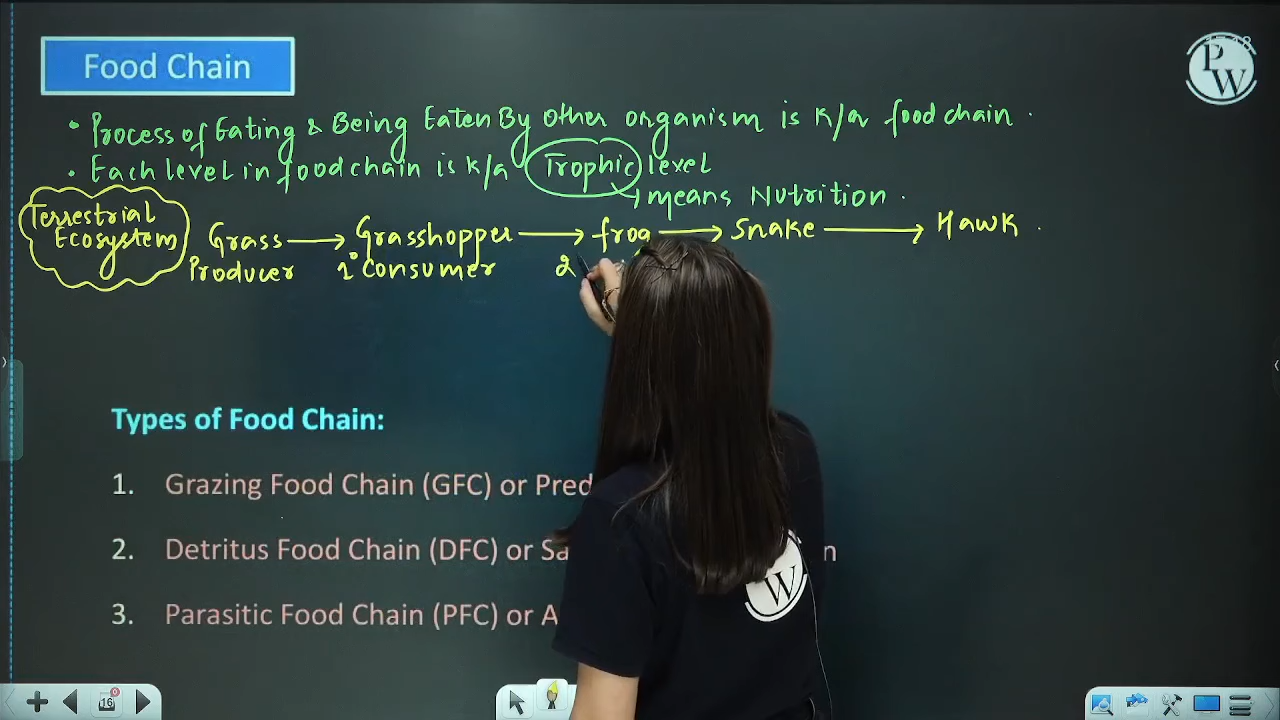 Food Chain
PW
• Process of Eating & Being Eaten By Other organism is k/a food chain.
• Each level in food chain is k/a Trophic level
means Nutrition.
Terrestrial
Ecosystem
Grass → Grasshopper → frog → Snake → Hawk.
Producer 1° Consumer 2
Types of Food Chain:
1. Grazing Food Chain (GFC) or Pred
2. Detritus Food Chain (DFC) or Sa n
3. Parasitic Food Chain (PFC) or A
W
16